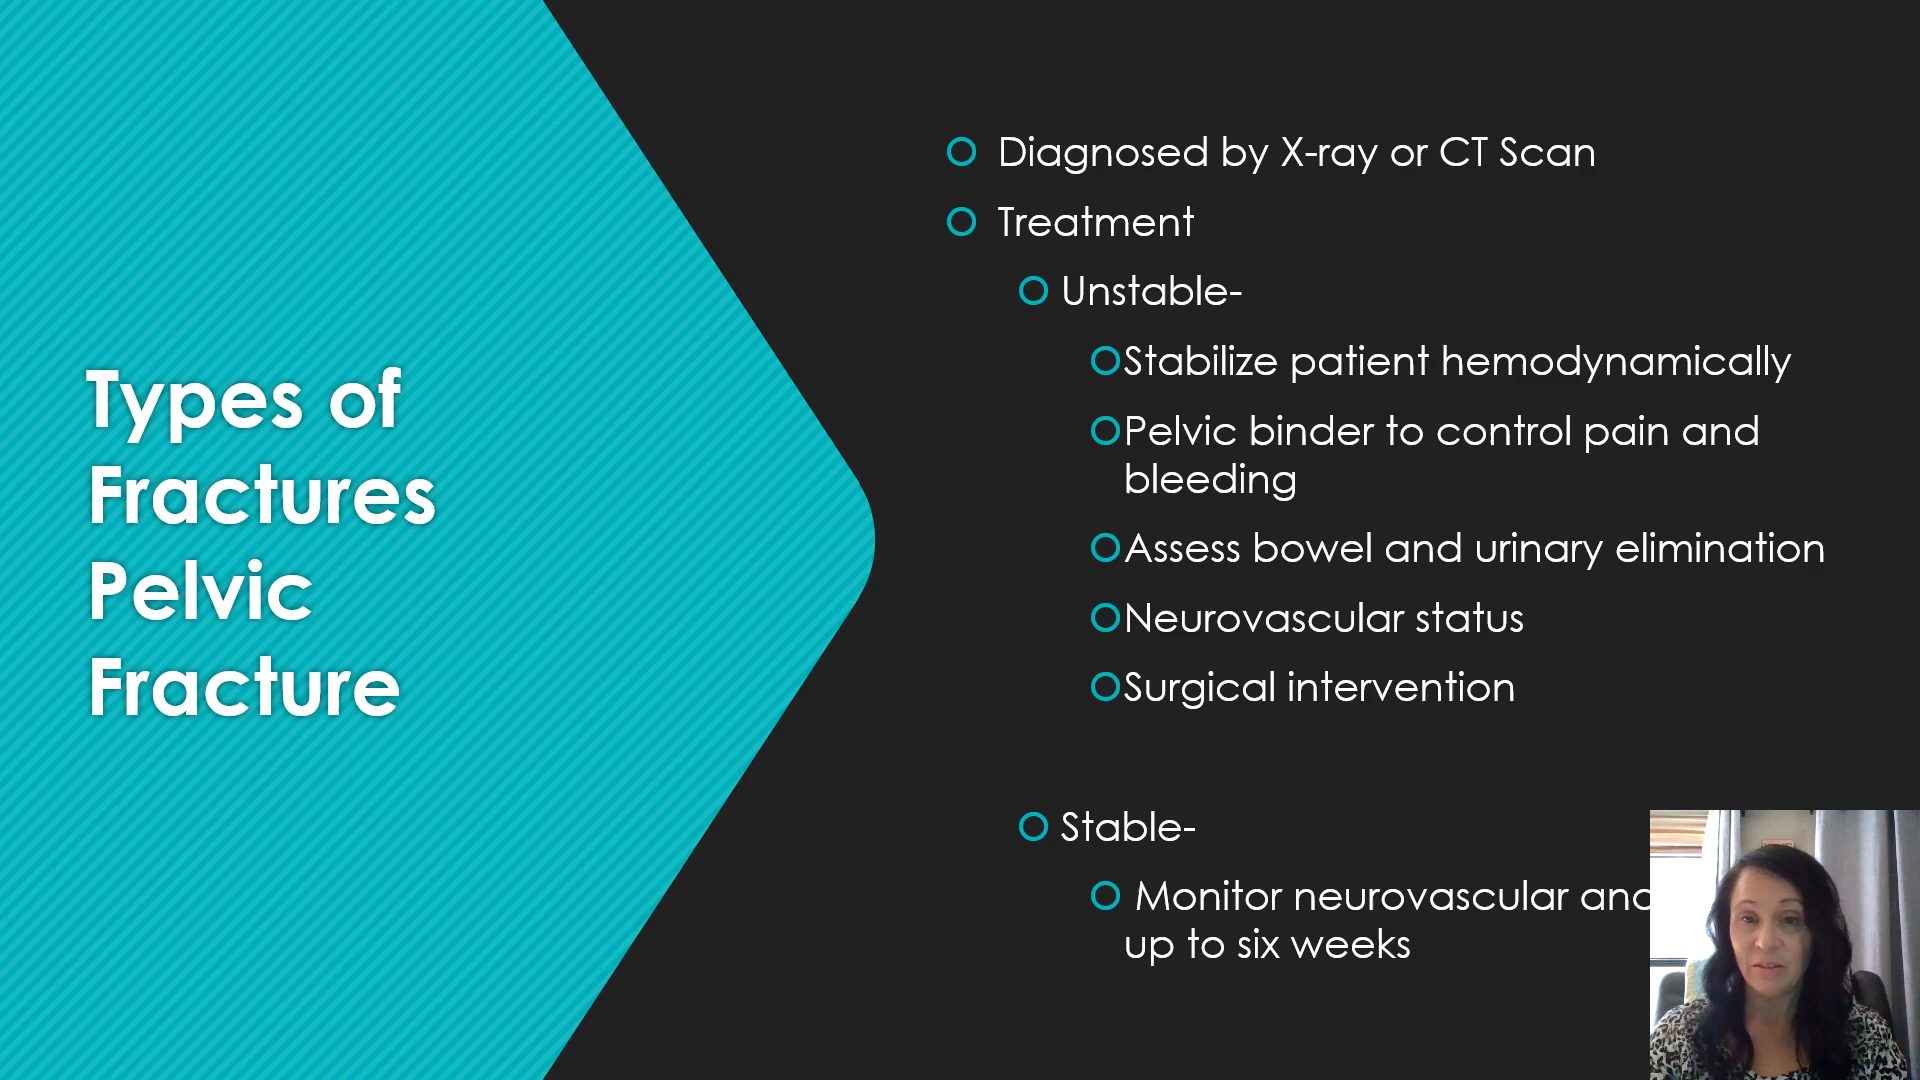 Types of
Fractures
Pelvic
Fracture
Diagnosed by X-ray or CT Scan
Treatment
Unstable-
Stabilize patient hemodynamically
Pelvic binder to control pain and
bleeding
Assess bowel and urinary elimination
Neurovascular status
Surgical intervention
Stable-
Monitor neurovascular and
up to six weeks